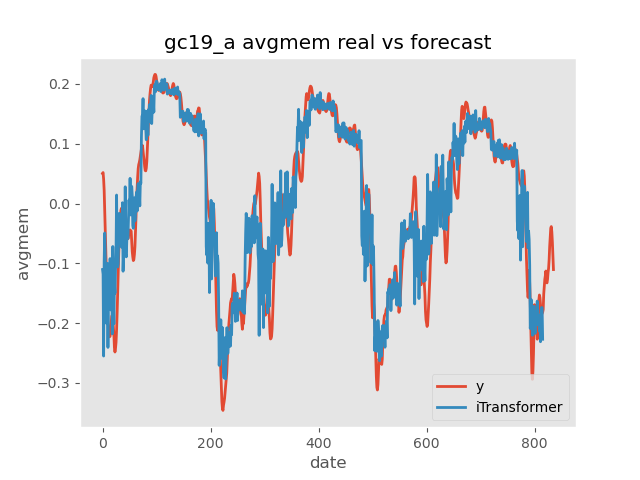 gc19_a avgmem real vs forecast
0.2
0.1
0.0
−0.1
−0.2
−0.3
avgmem
0
200
400
600
800
date
y
iTransformer